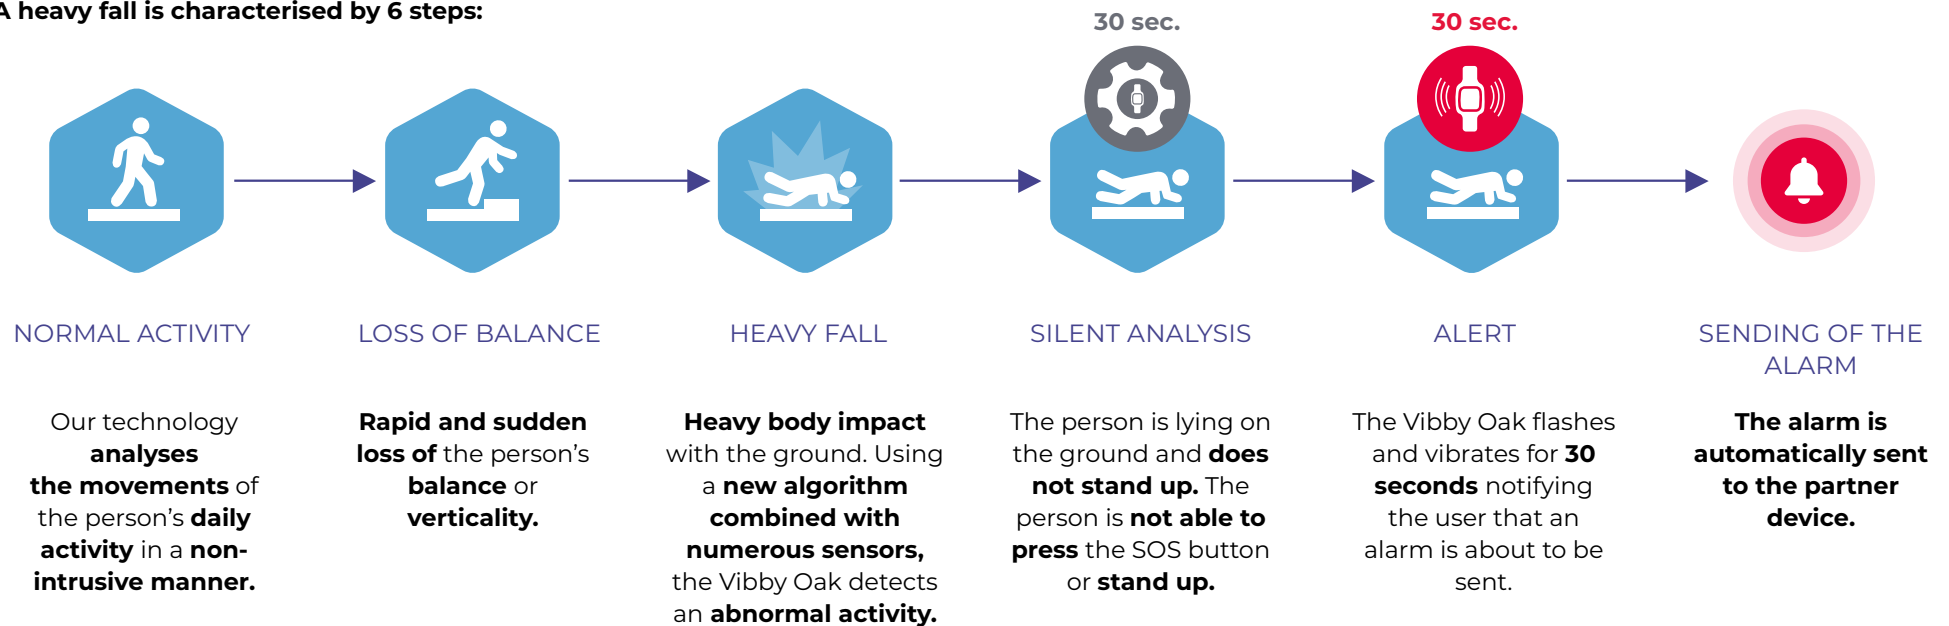 A heavy fall is characterised by 6 steps:
30 sec.
30 sec.
NORMAL ACTIVITY
Our technology
analyses
the movements of
the person's daily
activity in a non-
intrusive manner.
LOSS OF BALANCE
Rapid and sudden
loss of the person's
balance or
verticality.
HEAVY FALL
Heavy body impact
with the ground. Using
a new algorithm
combined with
numerous sensors,
the Vibby Oak detects
an abnormal activity.
SILENT ANALYSIS
The person is lying on
the ground and does
not stand up. The
person is not able to
press the SOS button
or stand up.
ALERT
The Vibby Oak flashes
and vibrates for 30
seconds notifying
the user that an
alarm is about to be
sent.
SENDING OF THE
ALARM
The alarm is
automatically sent
to the partner
device.